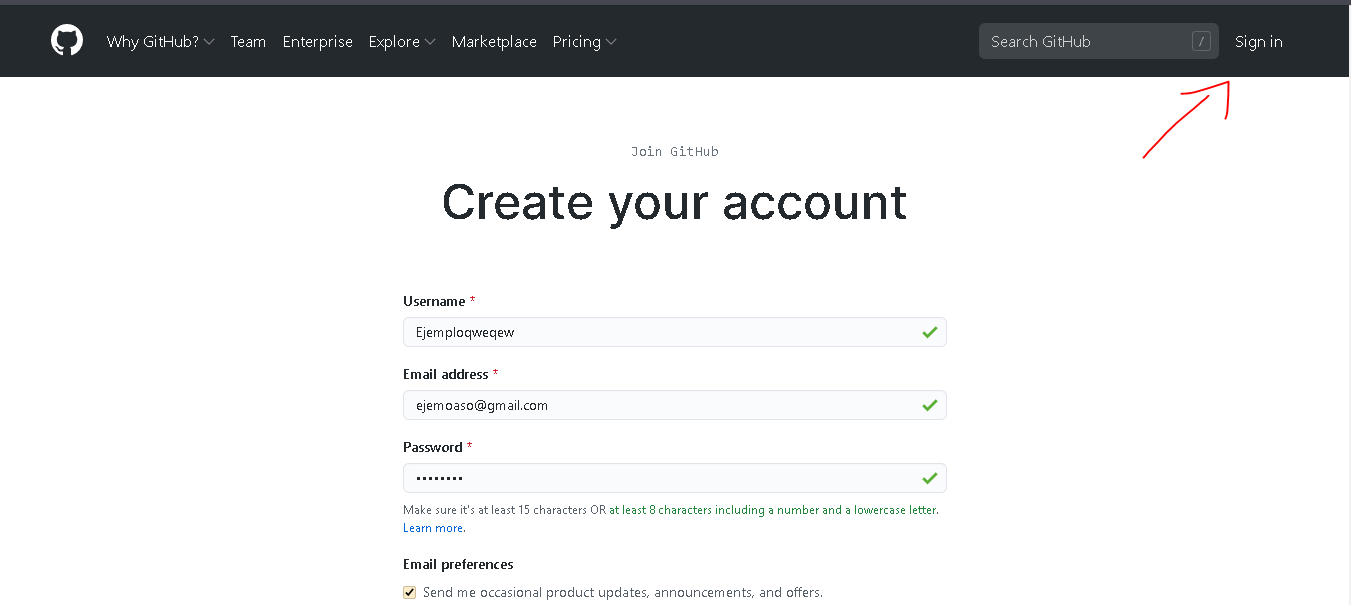 Why GitHub? Team Enterprise Explore Marketplace Pricing Search GitHub / Sign in
Join GitHub
Create your account
Username *
Ejemploqweqew
Email address *
ejemoaso@gmail.com
Password *
••••••••
Make sure it's at least 15 characters OR at least 8 characters including a number and a lowercase letter.
Learn more.
Email preferences
Send me occasional product updates, announcements, and offers.